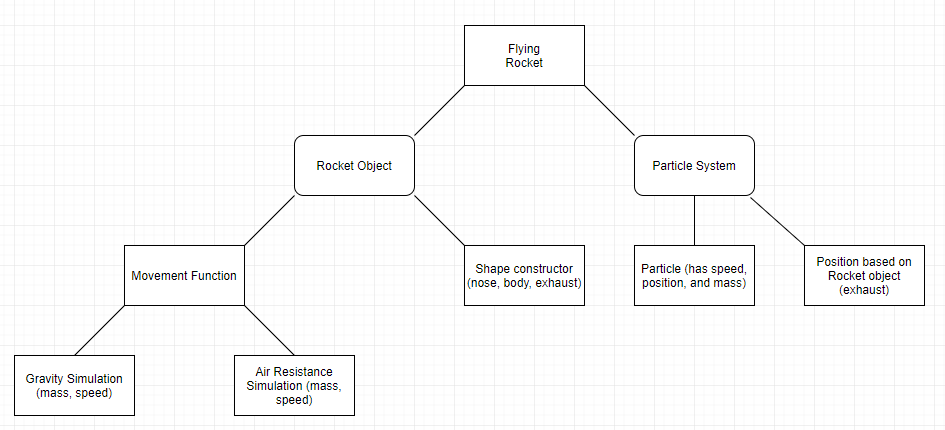 Flying
Rocket
Rocket Object
Particle System
Movement Function
Shape constructor
(nose, body, exhaust)
Particle (has speed,
position, and mass)
Position based on
Rocket object
(exhaust)
Gravity Simulation
(mass, speed)
Air Resistance
Simulation (mass,
speed)